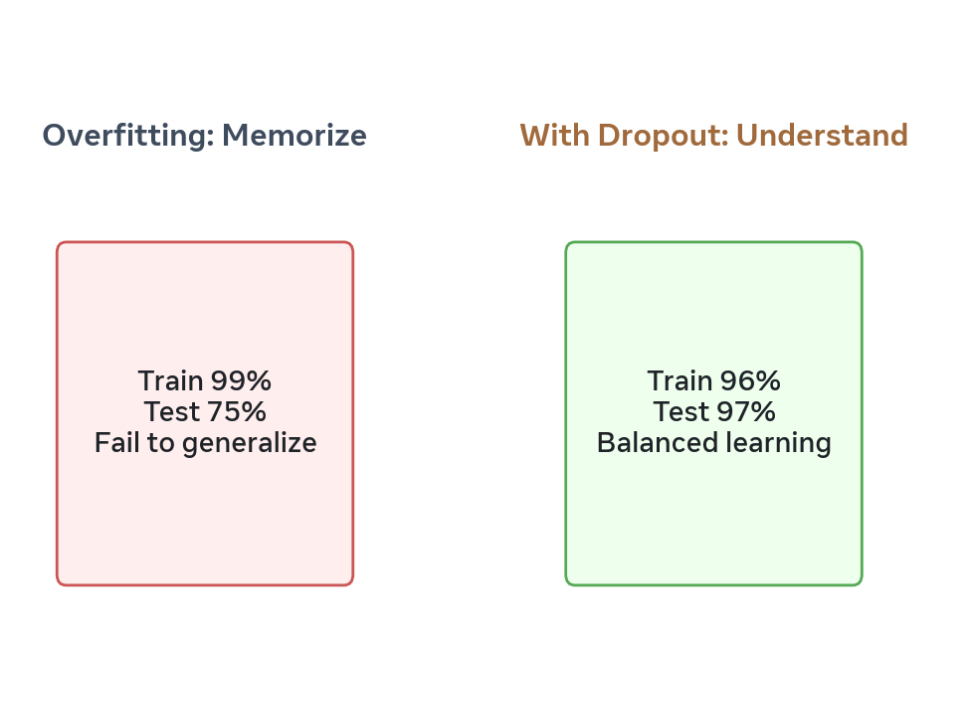 Overfitting: Memorize
With Dropout: Understand
Train 99%
Test 75%
Fail to generalize
Train 96%
Test 97%
Balanced learning